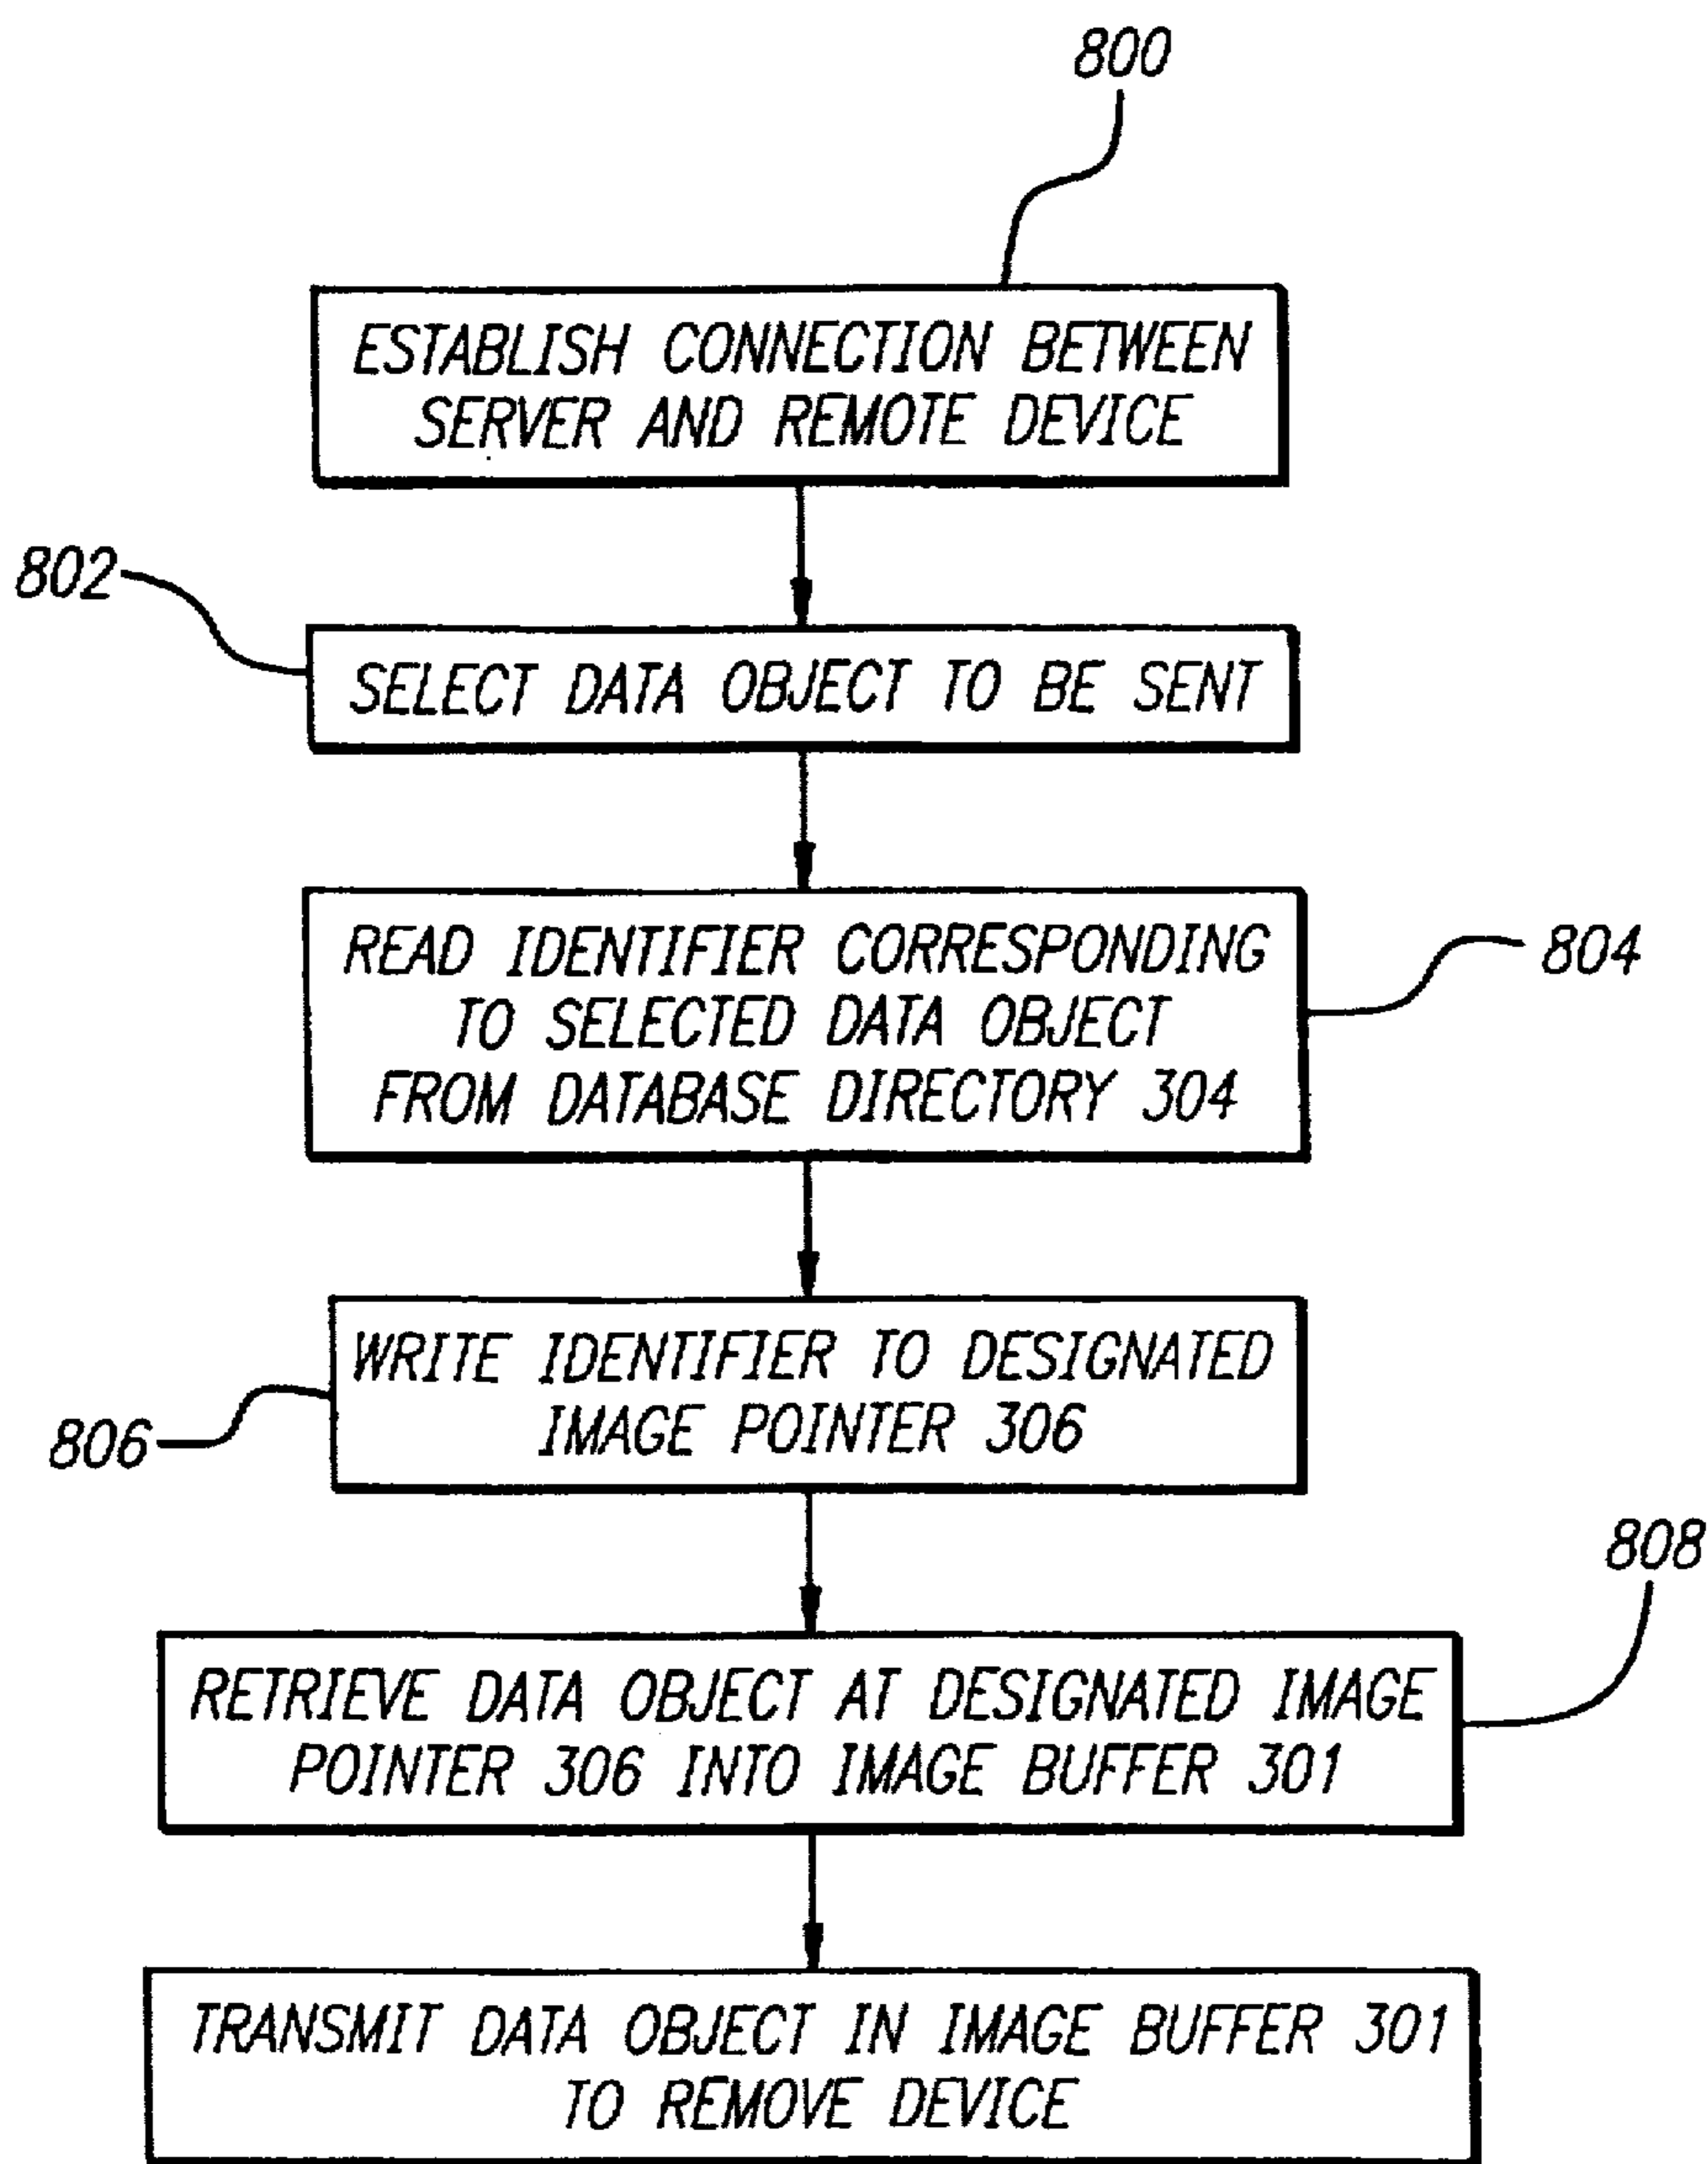 800
ESTABLISH CONNECTION BETWEEN
SERVER AND REMOTE DEVICE
802
SELECT DATA OBJECT TO BE SENT
READ IDENTIFIER CORRESPONDING
TO SELECTED DATA OBJECT
FROM DATABASE DIRECTORY 304
804
WRITE IDENTIFIER TO DESIGNATED
IMAGE POINTER 306
806
808
RETRIEVE DATA OBJECT AT DESIGNATED IMAGE
POINTER 306 INTO IMAGE BUFFER 301
TRANSMIT DATA OBJECT IN IMAGE BUFFER 301
TO REMOVE DEVICE